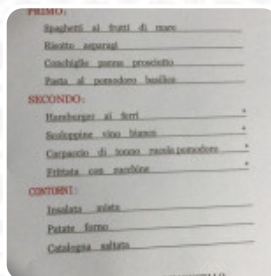 PRIMO:
Spaghetti ai frutti di mare
Risotto asparagi
Conchiglie panna prosciutto
Pasta al pomodoro basilico
SECONDO:
Hamburger ai ferri *
Scaloppine vino bianco *
Carpaccio di tonno rucola pomodoro *
Frittata con zucchine *
CONTORNI:
Insalata mista
Patate forno
Catalogna saltata